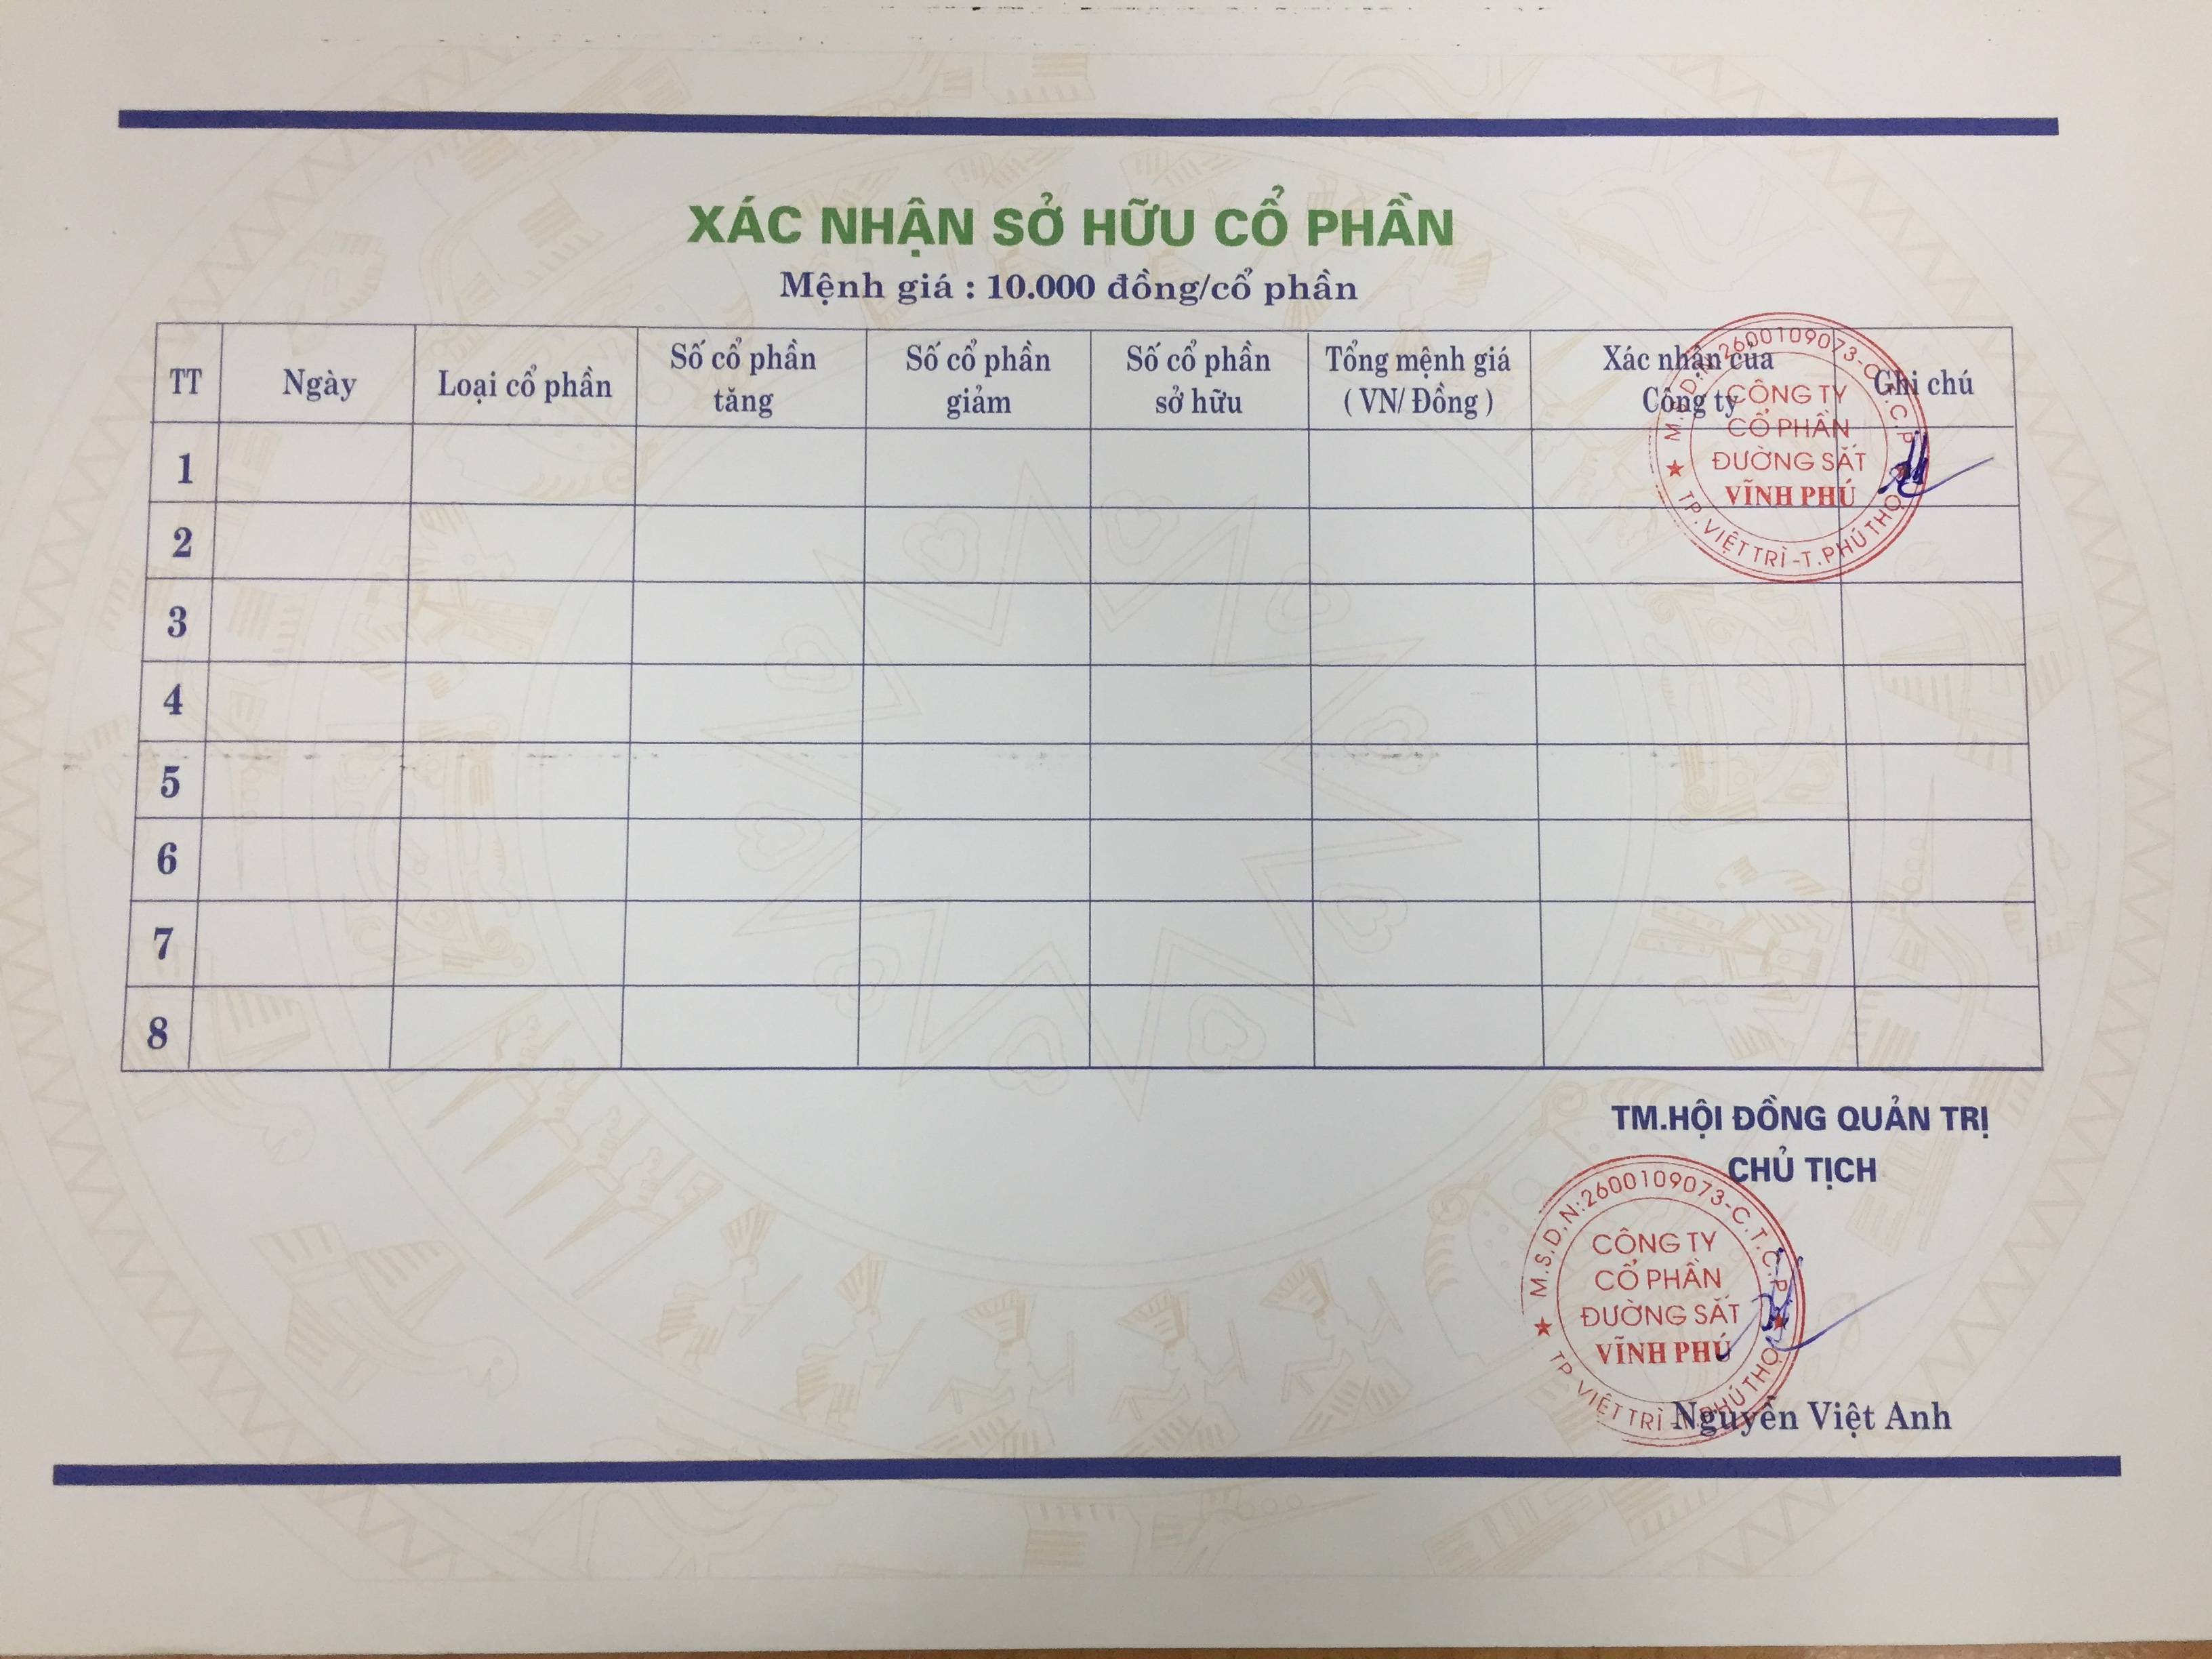 XÁC NHẬN SỞ HỮU CỔ PHẦN
Mệnh giá : 10.000 đồng/cổ phần
TT
Ngày
Loại cổ phần
Số cổ phần
tăng
Số cổ phần
giảm
Số cổ phần
sở hữu
Tổng mệnh giá
( VN/ Đồng )
Xác nhận của
Công ty
Ghi chú
M.S.D.N:2600109073-C.T.C.P
CÔNG TY
CỔ PHẦN
ĐƯỜNG SẮT
VĨNH PHÚ
TP.VIỆT TRÌ -T.PHÚ THỌ
1
2
3
4
5
6
7
8
TM.HỘI ĐỒNG QUẢN TRỊ
CHỦ TỊCH
M.S.D.N:2600109073-C.T.C.P
CÔNG TY
CỔ PHẦN
ĐƯỜNG SẮT
VĨNH PHÚ
TP.VIỆT TRÌ -T.PHÚ THỌ
Nguyễn Việt Anh